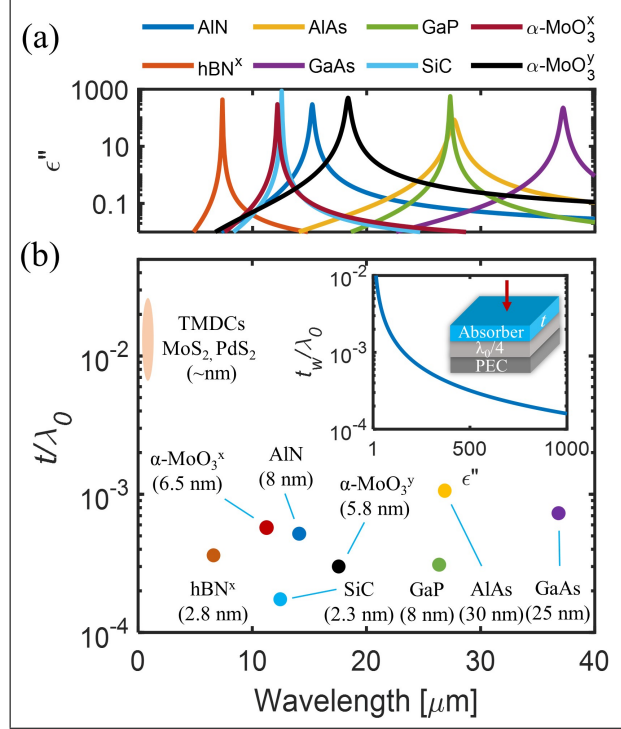 (a)
AlN AlAs GaP α-MoO₃ˣ
hBNˣ GaAs SiC α-MoO₃ʸ
1000
10
0.1
ϵ"
(b)
TMDCs
MoS₂, PdS₂
(~nm)
10⁻²
10⁻³
10⁻⁴
t_w/λ₀
Absorber t
λ₀/4
PEC
1 500 1000
ϵ"
t/λ₀
10⁻²
10⁻³
10⁻⁴
α-MoO₃ˣ
(6.5 nm)
AlN
(8 nm)
α-MoO₃ʸ
(5.8 nm)
hBNˣ
(2.8 nm)
SiC
(2.3 nm)
GaP
(8 nm)
AlAs
(30 nm)
GaAs
(25 nm)
0 10 20 30 40
Wavelength [μm]